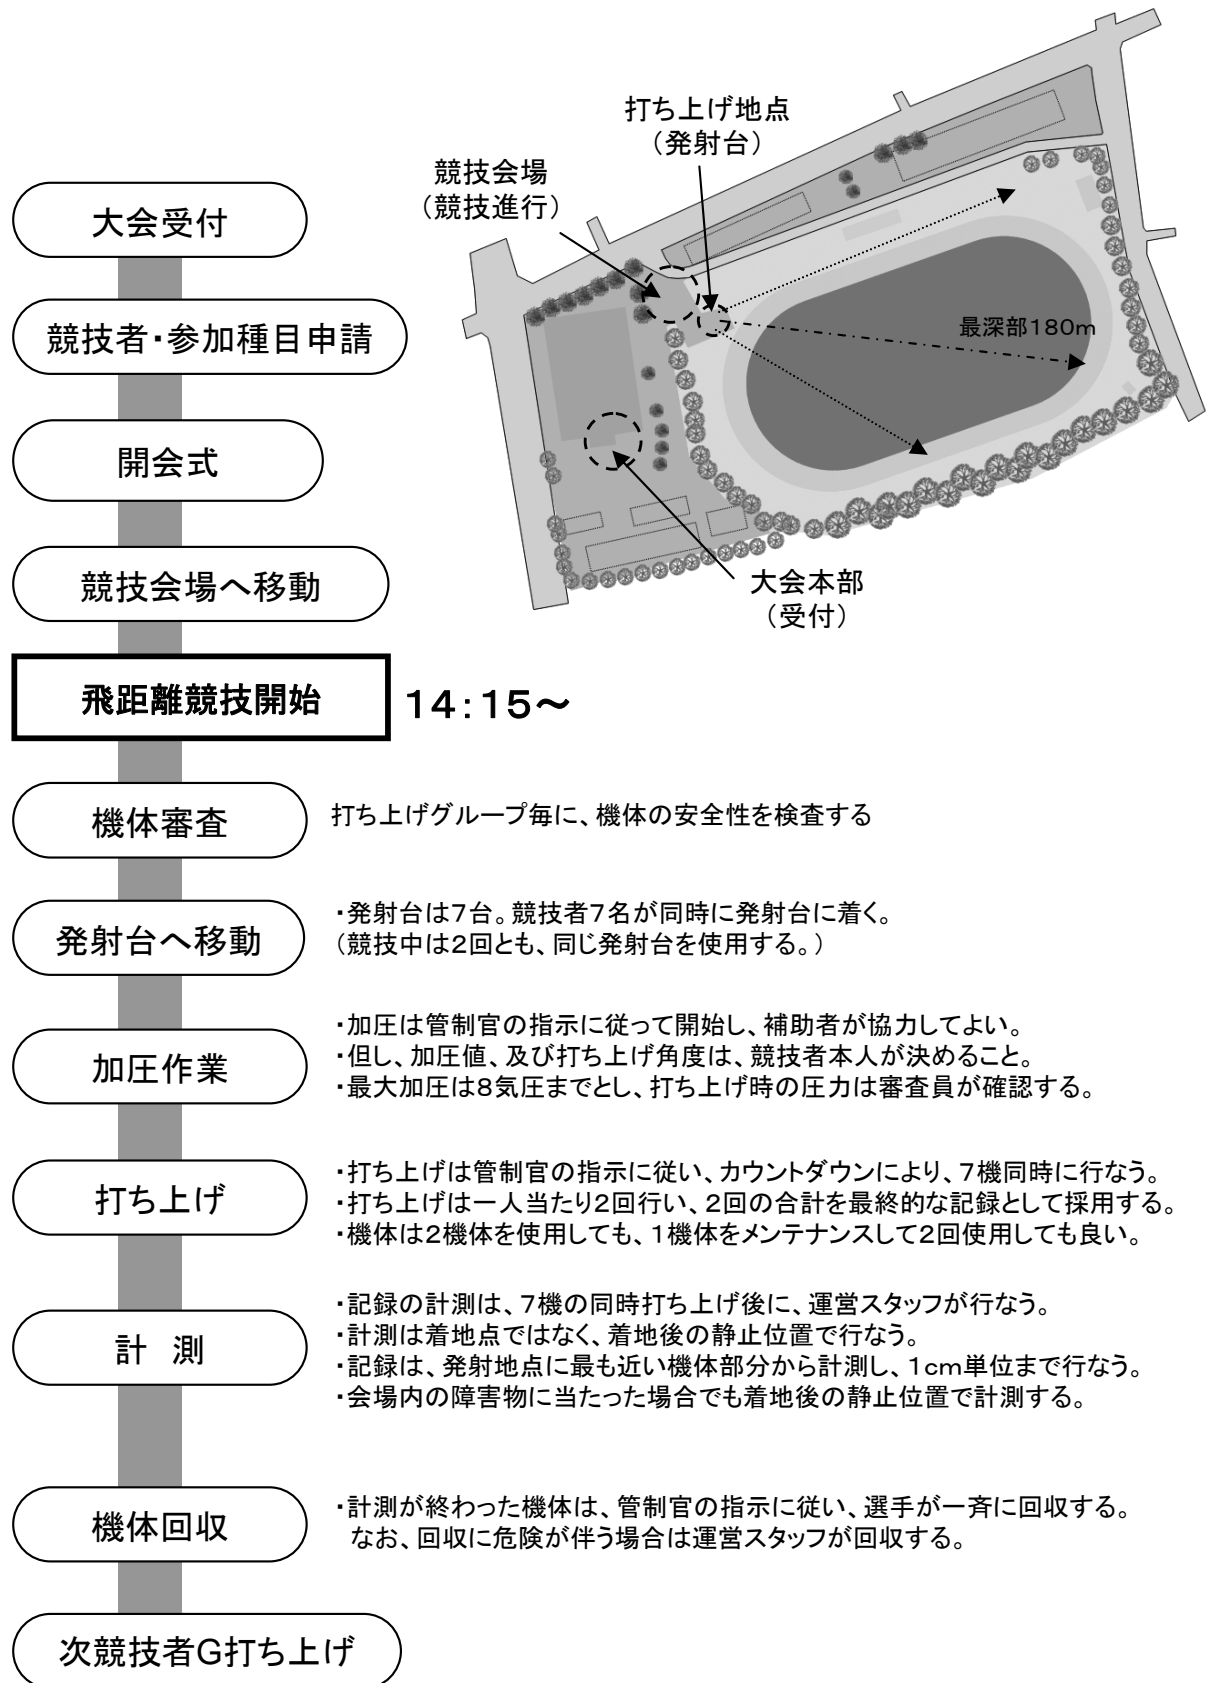 打ち上げ地点
（発射台）
競技会場
（競技進行）
最深部180m
大会本部
（受付）
大会受付
競技者・参加種目申請
開会式
競技会場へ移動
飛距離競技開始
14：15～
機体審査
打ち上げグループ毎に、機体の安全性を検査する
発射台へ移動
・発射台は7台。競技者7名が同時に発射台に着く。
（競技中は2回とも、同じ発射台を使用する。）
加圧作業
・加圧は管制官の指示に従って開始し、補助者が協力してよい。
・但し、加圧値、及び打ち上げ角度は、競技者本人が決めること。
・最大加圧は8気圧までとし、打ち上げ時の圧力は審査員が確認する。
打ち上げ
・打ち上げは管制官の指示に従い、カウントダウンにより、7機同時に行なう。
・打ち上げは一人当たり2回行い、2回の合計を最終的な記録として採用する。
・機体は2機体を使用しても、1機体をメンテナンスして2回使用しても良い。
計　測
・記録の計測は、7機の同時打ち上げ後に、運営スタッフが行なう。
・計測は着地点ではなく、着地後の静止位置で行なう。
・記録は、発射地点に最も近い機体部分から計測し、1cm単位まで行なう。
・会場内の障害物に当たった場合でも着地後の静止位置で計測する。
機体回収
・計測が終わった機体は、管制官の指示に従い、選手が一斉に回収する。
なお、回収に危険が伴う場合は運営スタッフが回収する。
次競技者G打ち上げ